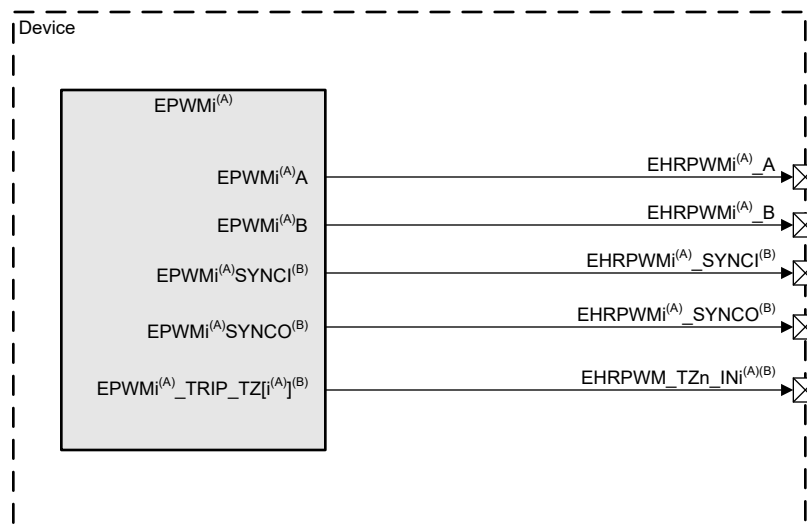 Device
EPWMi(A)
EPWMi(A)A
EHRPWMi(A)_A
EPWMi(A)B
EHRPWMi(A)_B
EPWMi(A)SYNCI(B)
EHRPWMi(A)_SYNCI(B)
EPWMi(A)SYNCO(B)
EHRPWMi(A)_SYNCO(B)
EPWMi(A)_TRIP_TZ[i(A)](B)
EHRPWM_TZn_INi(A)(B)